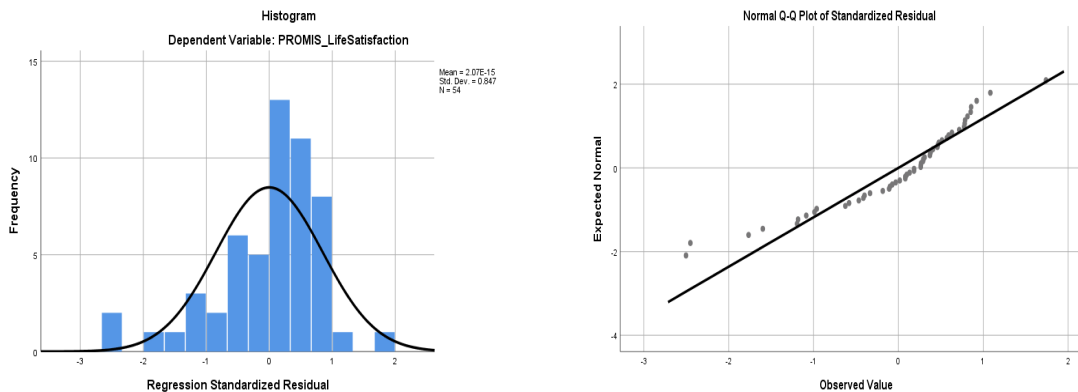 Histogram
Dependent Variable: PROMIS_LifeSatisfaction
Mean = 2.07E-15
Std. Dev. = 0.847
N = 54
15
10
5
0
Frequency
-3 -2 -1 0 1 2
Regression Standardized Residual
Normal Q-Q Plot of Standardized Residual
2
0
-2
-4
Expected Normal
-3 -2 -1 0 1 2
Observed Value